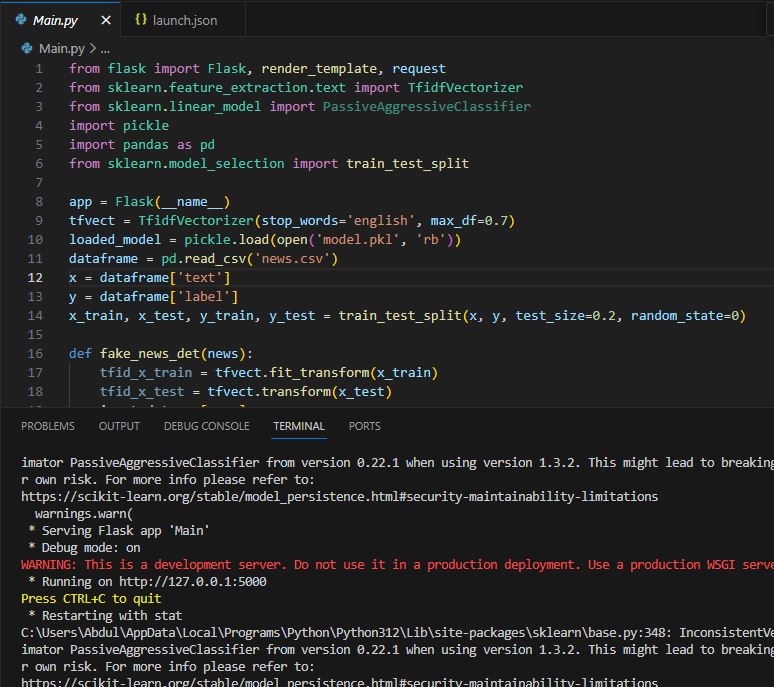 Main.py
{} launch.json
Main.py > ...
1 from flask import Flask, render_template, request
2 from sklearn.feature_extraction.text import TfidfVectorizer
3 from sklearn.linear_model import PassiveAggressiveClassifier
4 import pickle
5 import pandas as pd
6 from sklearn.model_selection import train_test_split
7
8 app = Flask(__name__)
9 tfvect = TfidfVectorizer(stop_words='english', max_df=0.7)
10 loaded_model = pickle.load(open('model.pkl', 'rb'))
11 dataframe = pd.read_csv('news.csv')
12 x = dataframe['text']
13 y = dataframe['label']
14 x_train, x_test, y_train, y_test = train_test_split(x, y, test_size=0.2, random_state=0)
15
16 def fake_news_det(news):
17 tfid_x_train = tfvect.fit_transform(x_train)
18 tfid_x_test = tfvect.transform(x_test)
PROBLEMS OUTPUT DEBUG CONSOLE TERMINAL PORTS
imator PassiveAggressiveClassifier from version 0.22.1 when using version 1.3.2. This might lead to breaking
r own risk. For more info please refer to:
https://scikit-learn.org/stable/model_persistence.html#security-maintainability-limitations
warnings.warn(
* Serving Flask app 'Main'
* Debug mode: on
WARNING: This is a development server. Do not use it in a production deployment. Use a production WSGI serve
* Running on http://127.0.0.1:5000
Press CTRL+C to quit
* Restarting with stat
C:\Users\Abdul\AppData\Local\Programs\Python\Python312\Lib\site-packages\sklearn\base.py:348: InconsistentVe
imator PassiveAggressiveClassifier from version 0.22.1 when using version 1.3.2. This might lead to breaking
r own risk. For more info please refer to:
https://scikit-learn.org/stable/model_persistence.html#security-maintainability-limitations